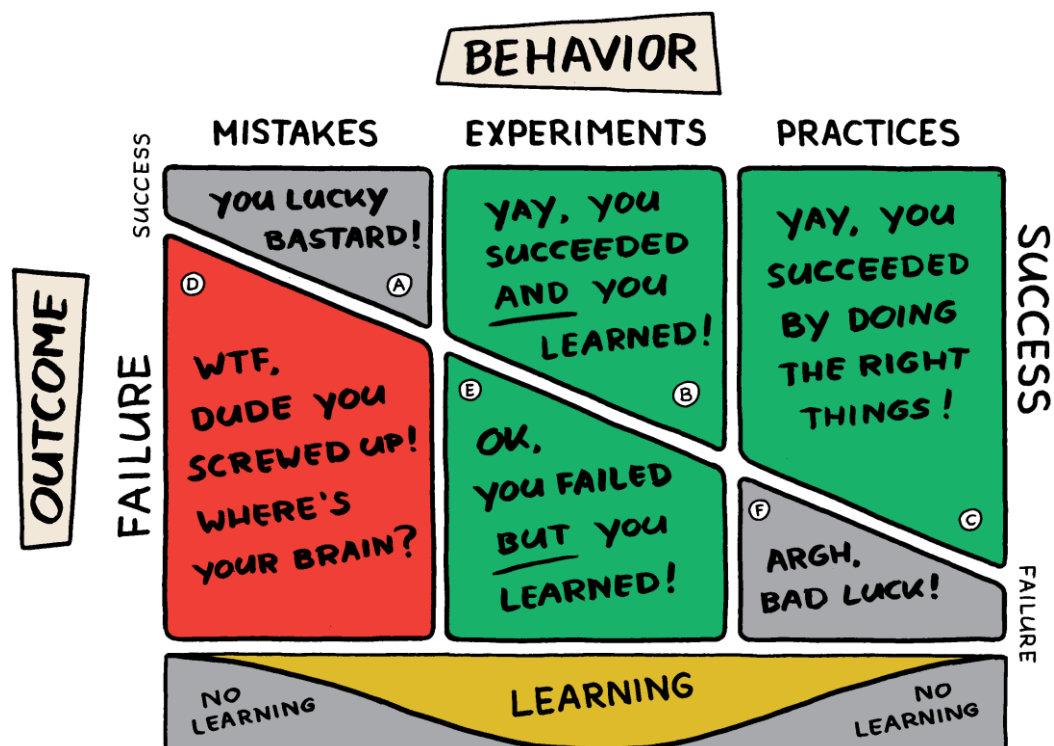 BEHAVIOR
MISTAKES
EXPERIMENTS
PRACTICES
OUTCOME
SUCCESS
FAILURE
YOU LUCKY
BASTARD!
A
D
WTF,
DUDE YOU
SCREWED UP!
WHERE'S
YOUR BRAIN?
YAY, YOU
SUCCEEDED
AND YOU
LEARNED!
B
E
OK,
YOU FAILED
BUT YOU
LEARNED!
YAY, YOU
SUCCEEDED
BY DOING
THE RIGHT
THINGS!
C
F
ARGH,
BAD LUCK!
SUCCESS
FAILURE
NO
LEARNING
LEARNING
NO
LEARNING